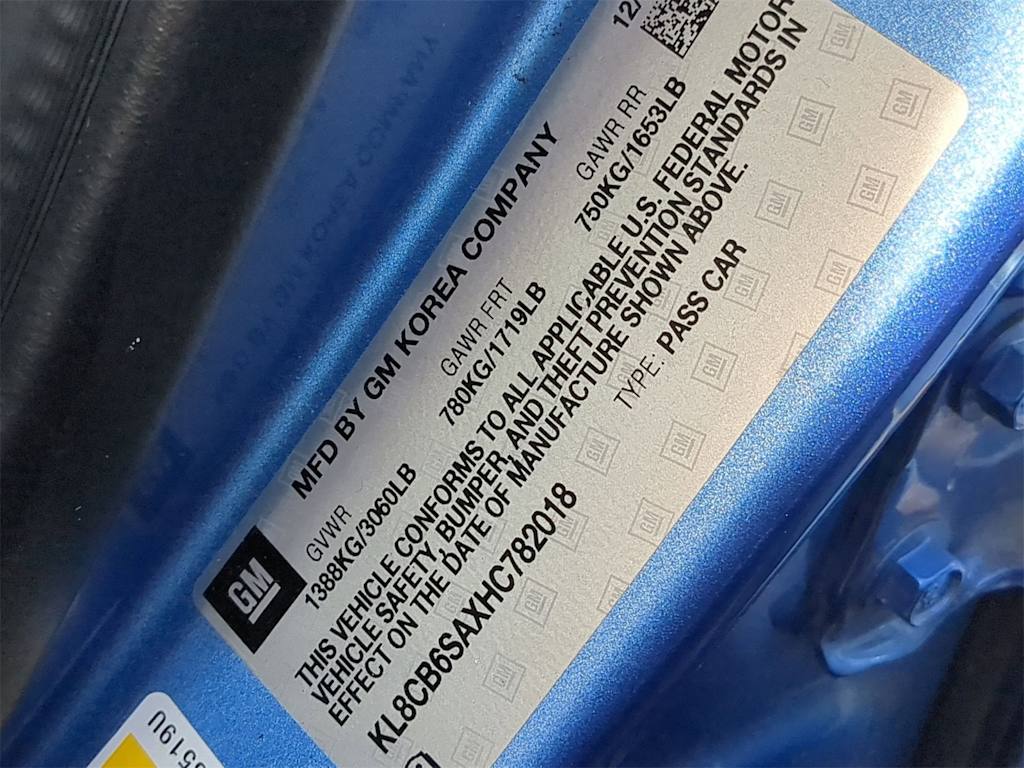 12/
MFD BY GM KOREA COMPANY
GM
GVWR
GAWR FRT
GAWR RR
1388KG/3060LB
780KG/1719LB
750KG/1653LB
THIS VEHICLE CONFORMS TO ALL APPLICABLE U.S. FEDERAL MOTOR
VEHICLE SAFETY, BUMPER, AND THEFT PREVENTION STANDARDS IN
EFFECT ON THE DATE OF MANUFACTURE SHOWN ABOVE.
KL8CB6SAXHC782018
TYPE: PASS CAR
8519U